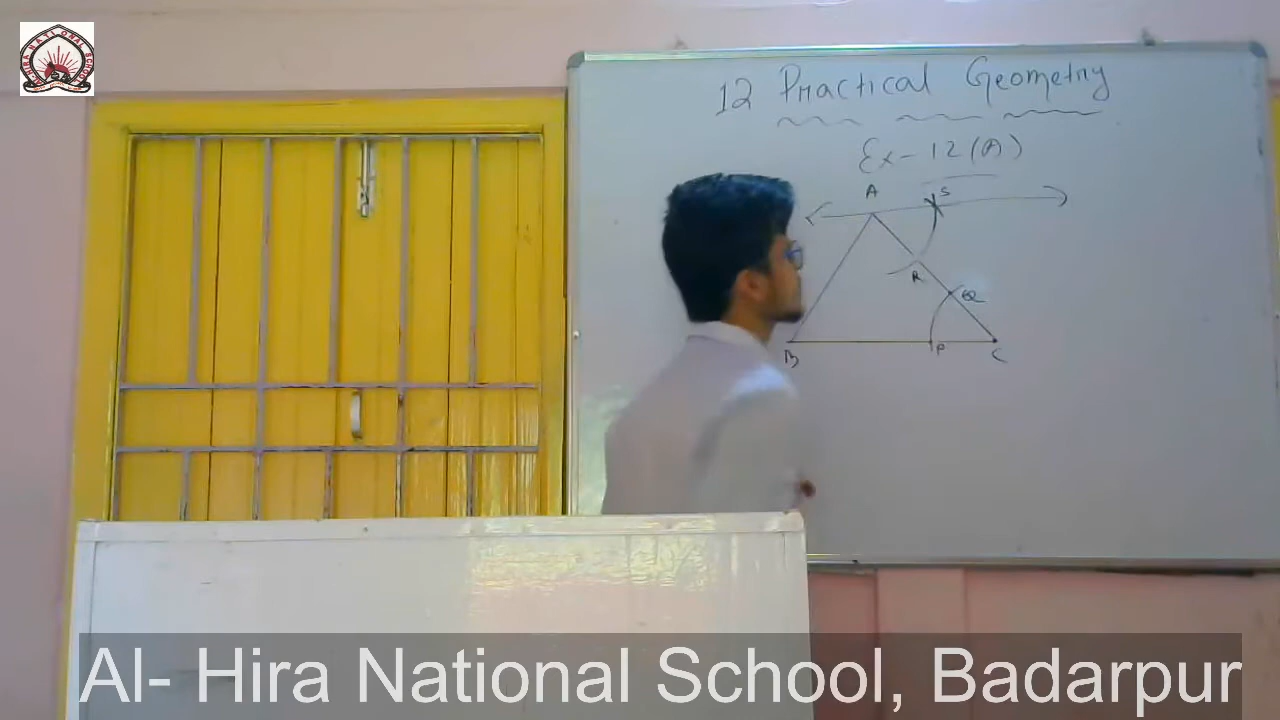 12 Practical Geometry
Ex-12(A)
A S
R
Q
B P C
Al- Hira National School, Badarpur